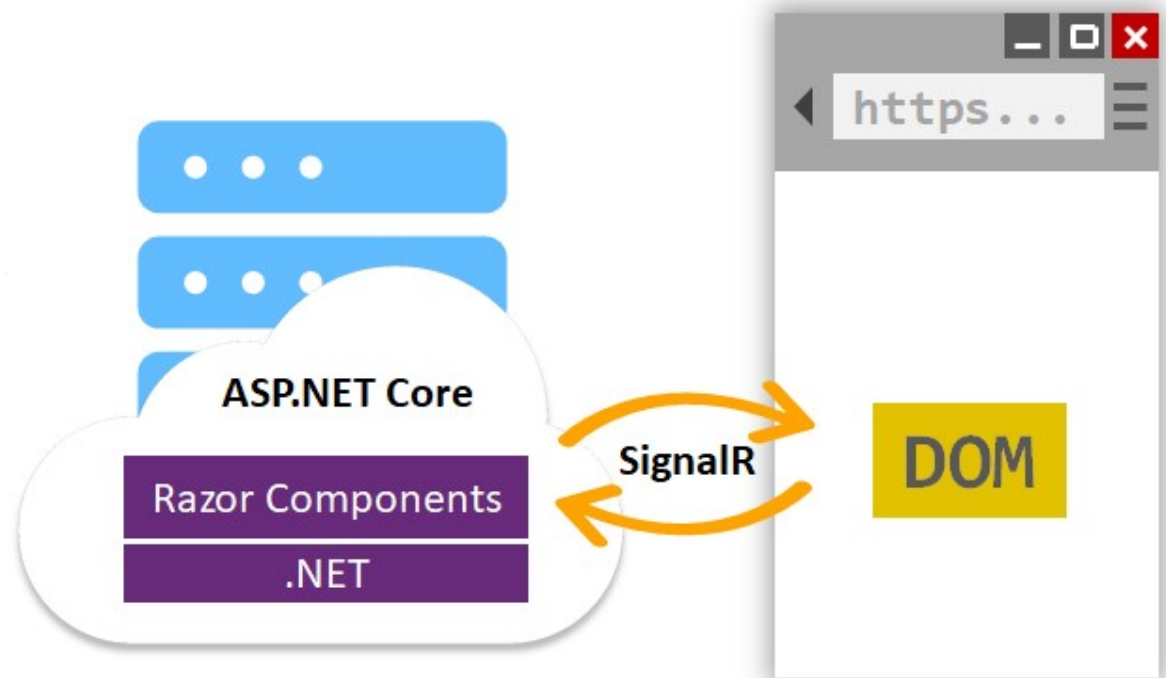 https...
ASP.NET Core
SignalR
DOM
Razor Components
.NET